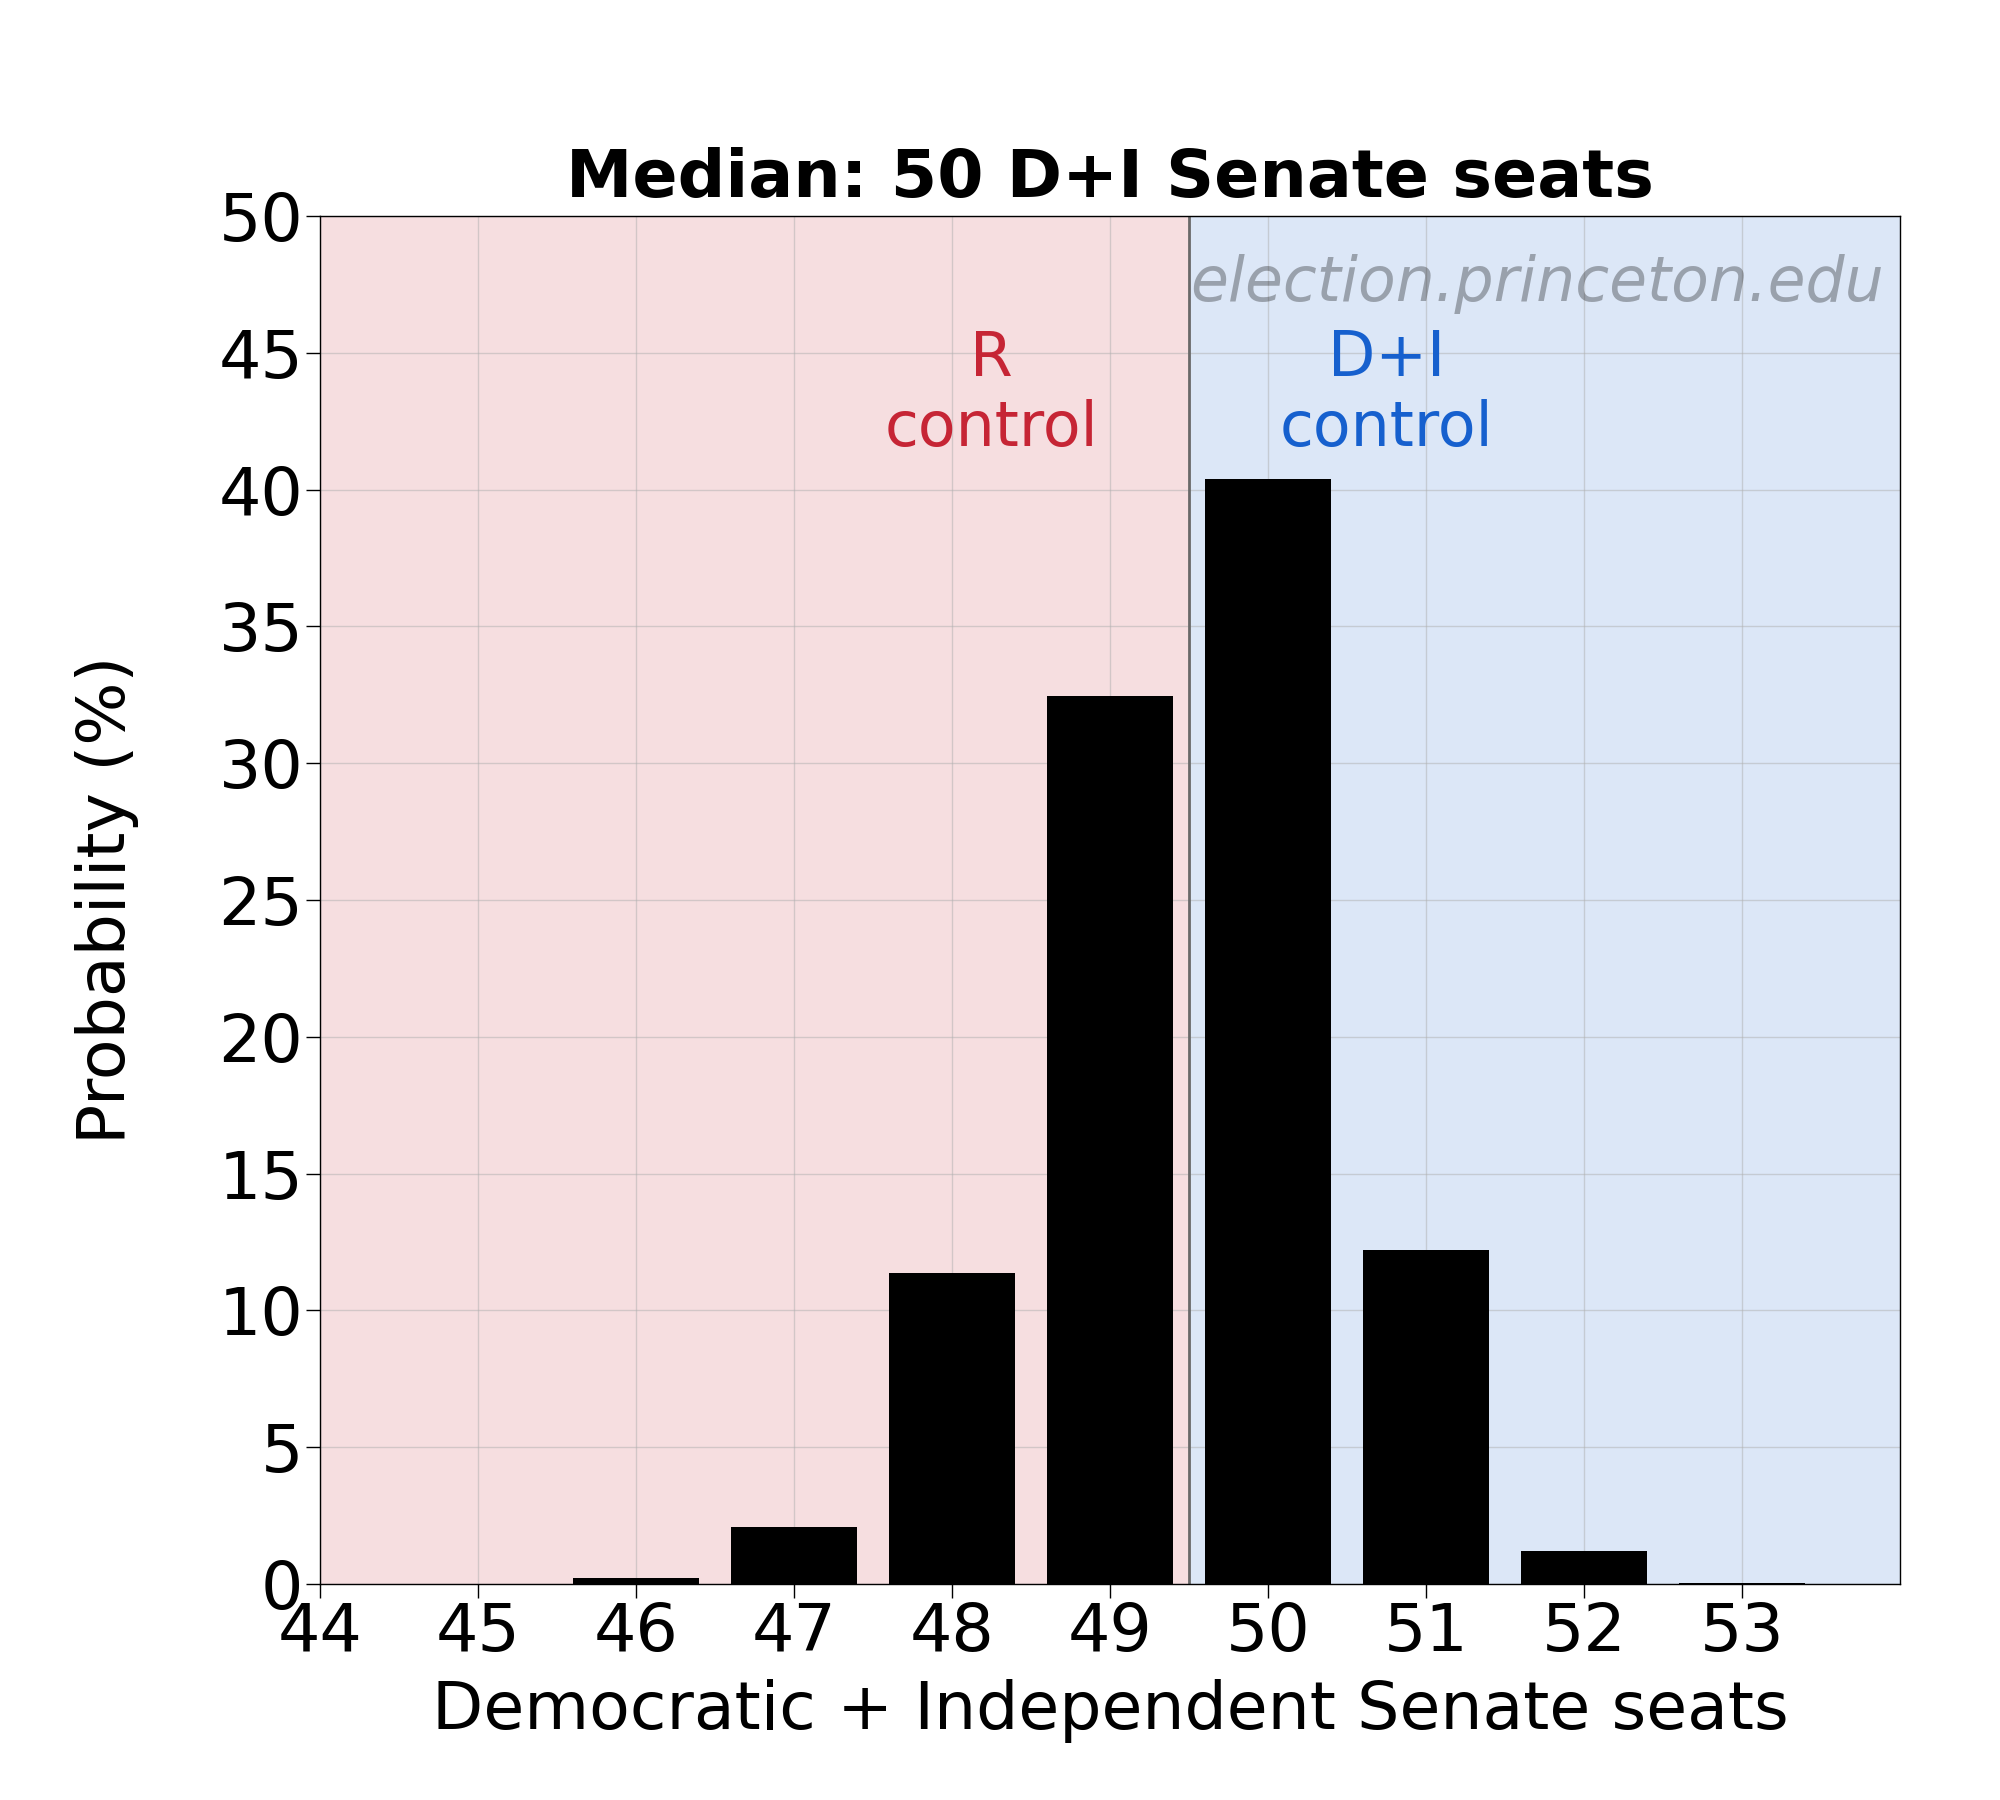 Median: 50 D+I Senate seats
election.princeton.edu
R
control
D+I
control
Probability (%)
50
45
40
35
30
25
20
15
10
5
0
44 45 46 47 48 49 50 51 52 53
Democratic + Independent Senate seats